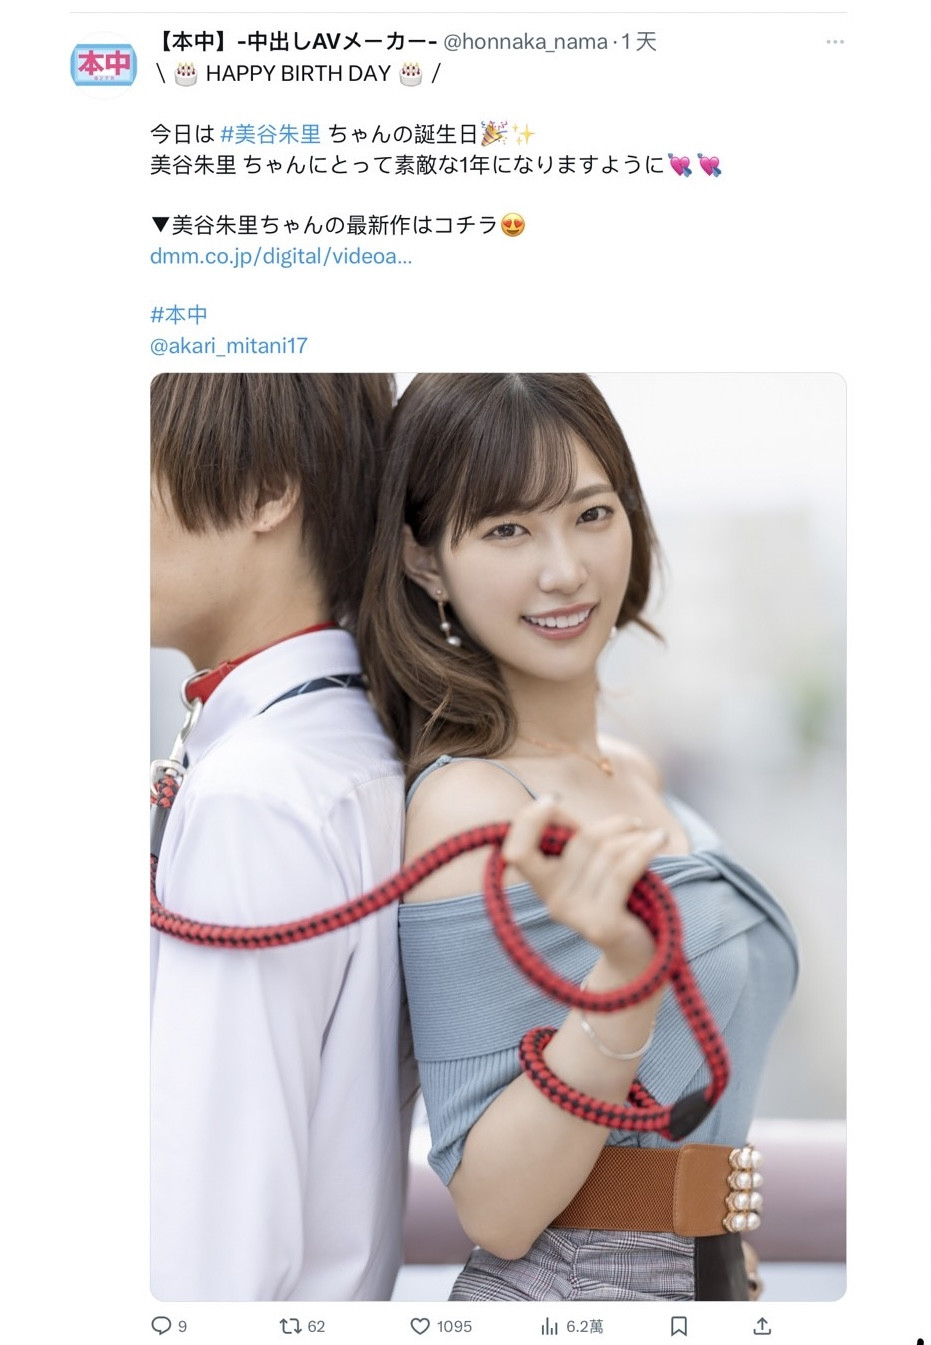 本中
【本中】-中出しAVメーカー- @honnaka_nama · 1 天
\ 🎂 HAPPY BIRTH DAY 🎂 /
今日は #美谷朱里 ちゃんの誕生日🎉✨
美谷朱里 ちゃんにとって素敵な1年になりますように💘 💘
▼美谷朱里ちゃんの最新作はコチラ😍
dmm.co.jp/digital/videoa...
#本中
@akari_mitani17
9 62 1095 6.2萬